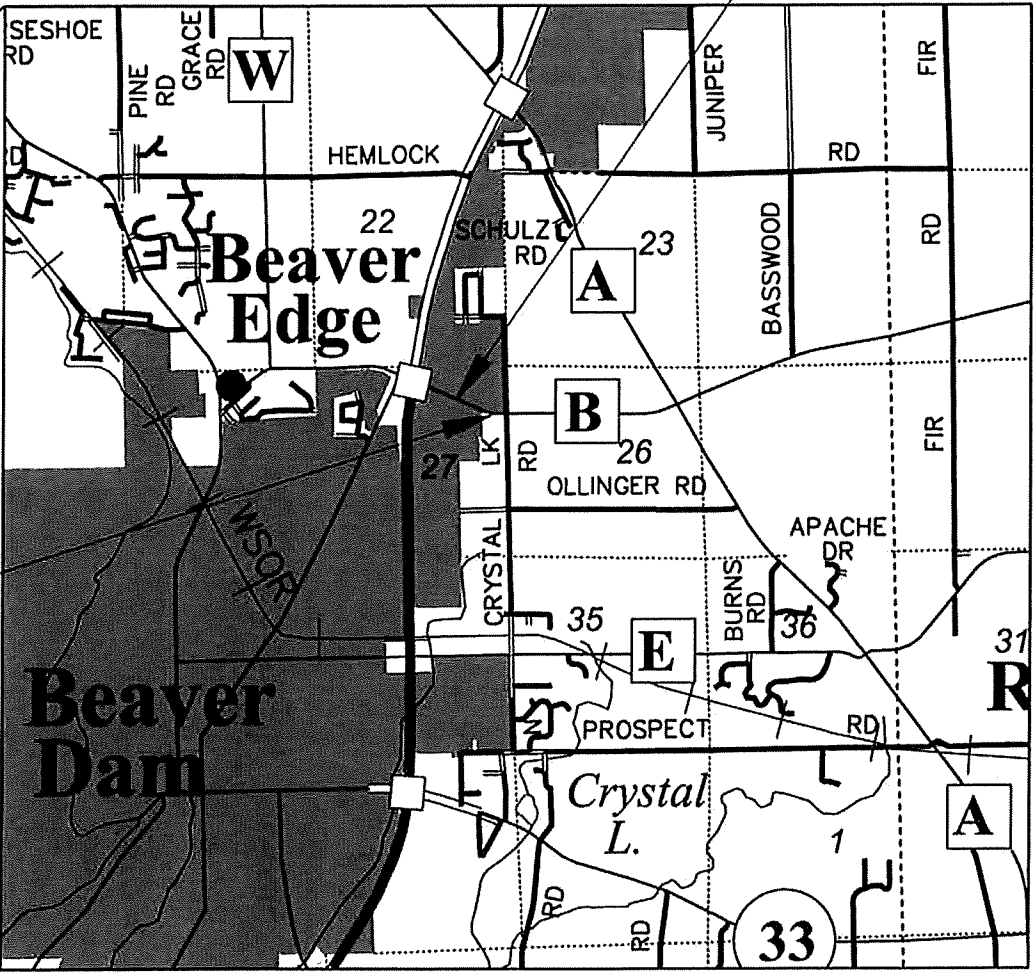 SESHOE
RD
PINE
RD
GRACE
RD
W
JUNIPER
FIR
HEMLOCK
RD
22
SCHULZ
RD
23
A
BASSWOOD
RD
Beaver
Edge
B
LK
RD
26
27
FIR
OLLINGER RD
WSOR
CRYSTAL
APACHE
DR
BURNS
RD
35
E
36
31
R
Beaver
Dam
N
PROSPECT
RD
Crystal
L.
A
1
RD
RD
33